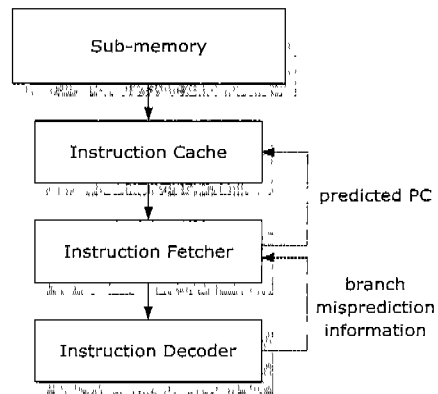 Sub-memory
Instruction Cache
predicted PC
Instruction Fetcher
branch
misprediction
information
Instruction Decoder